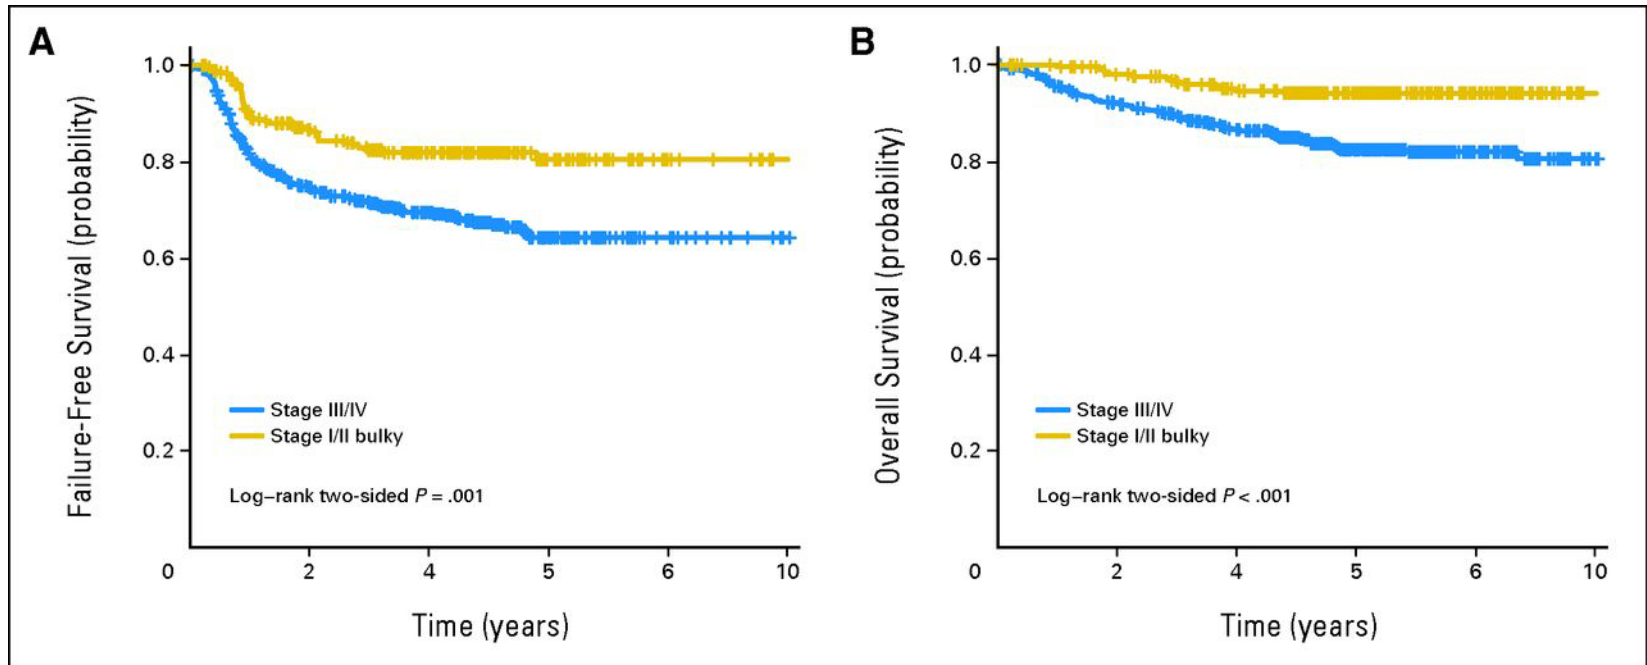 A
Failure-Free Survival (probability)
1.0
0.8
0.6
0.4
0.2
Stage III/IV
Stage I/II bulky
Log–rank two-sided P = .001
0 2 4 5 6 10
Time (years)
B
Overall Survival (probability)
1.0
0.8
0.6
0.4
0.2
Stage III/IV
Stage I/II bulky
Log–rank two-sided P < .001
0 2 4 5 6 10
Time (years)